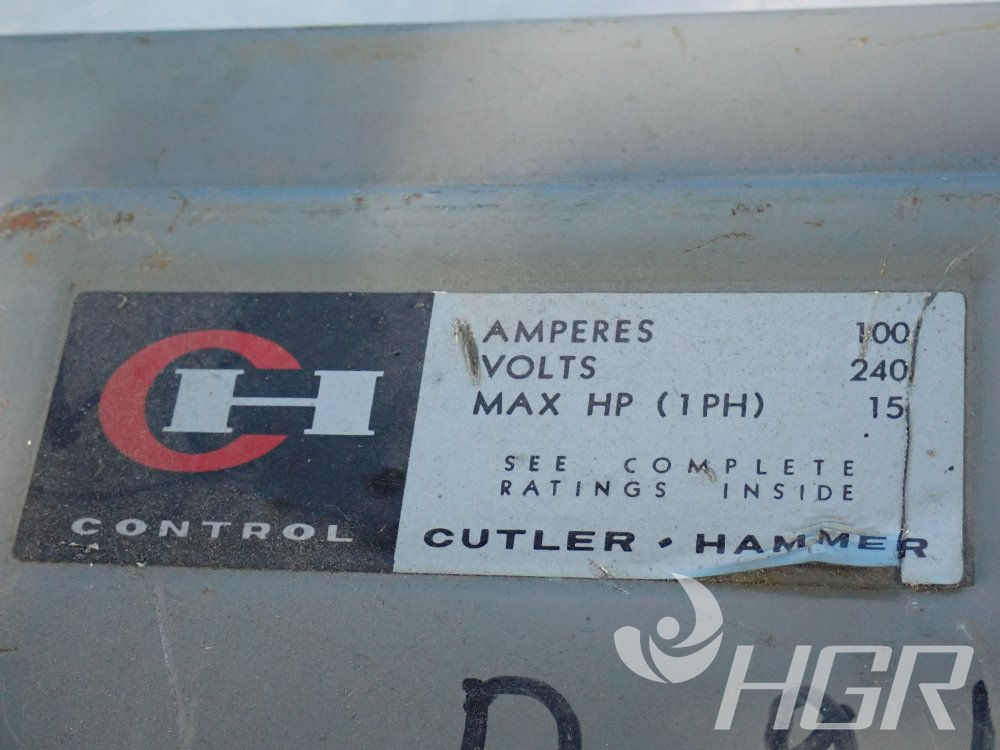 CH
CONTROL
AMPERES 100
VOLTS 240
MAX HP (1PH) 15
SEE COMPLETE
RATINGS INSIDE
CUTLER • HAMMER
HGR